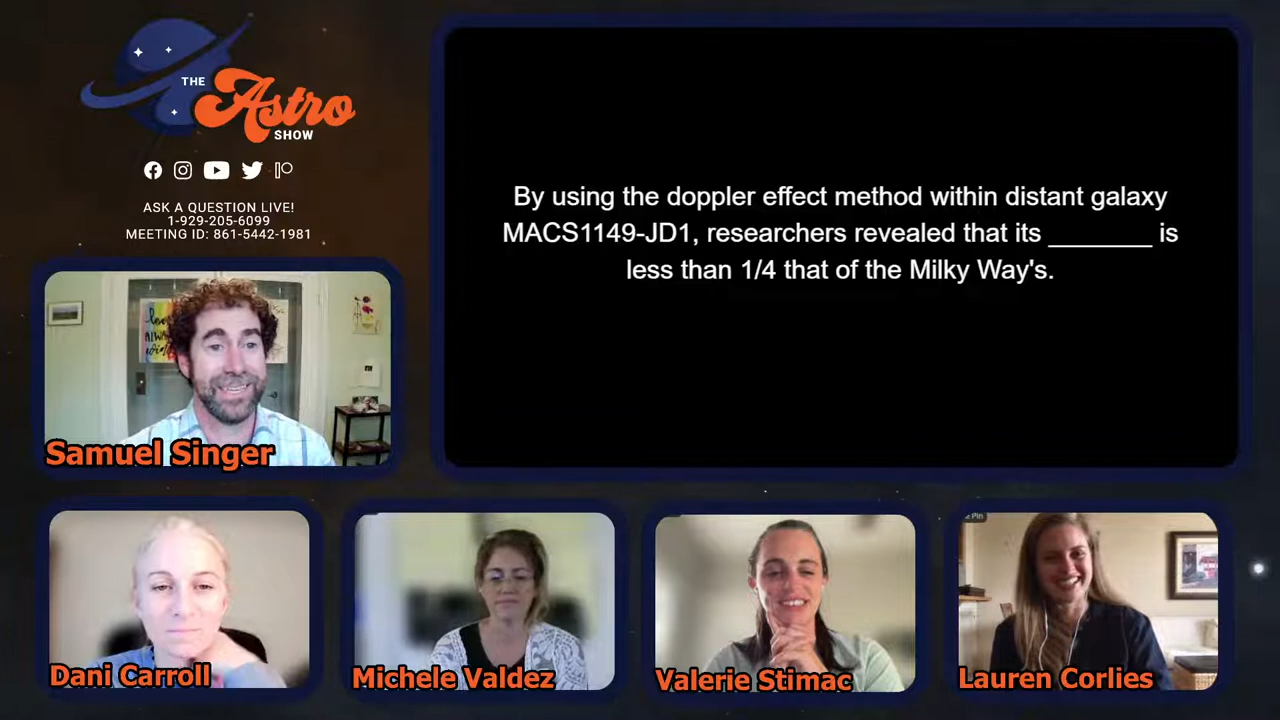 THE
Astro
SHOW
ASK A QUESTION LIVE!
1-929-205-6099
MEETING ID: 861-5442-1981
By using the doppler effect method within distant galaxy
MACS1149-JD1, researchers revealed that its ________ is
less than 1/4 that of the Milky Way's.
Samuel Singer
Dani Carroll
Michele Valdez
Valerie Stimac
Pin
Lauren Corlies